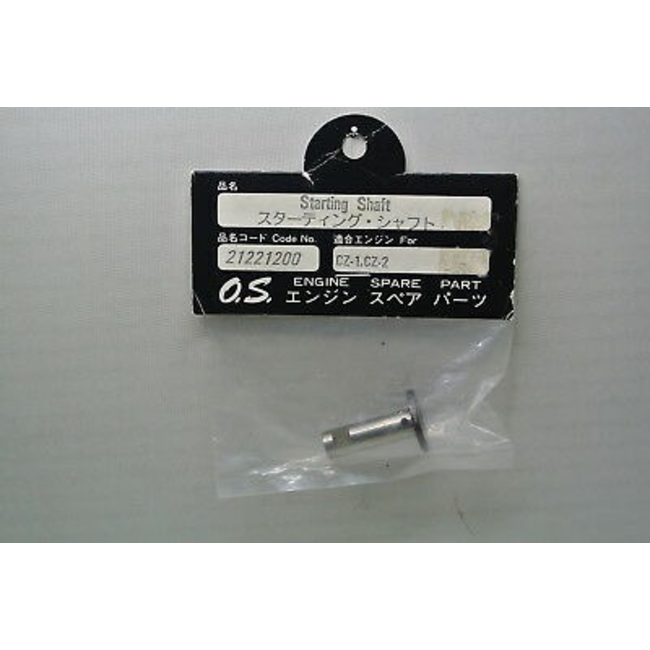 品名
Starting Shaft
スターティング・シャフト
品名コード Code No. 適合エンジン For
21221200 CZ-1.CZ-2
O.S. ENGINE SPARE PART
エンジン スペア パーツ